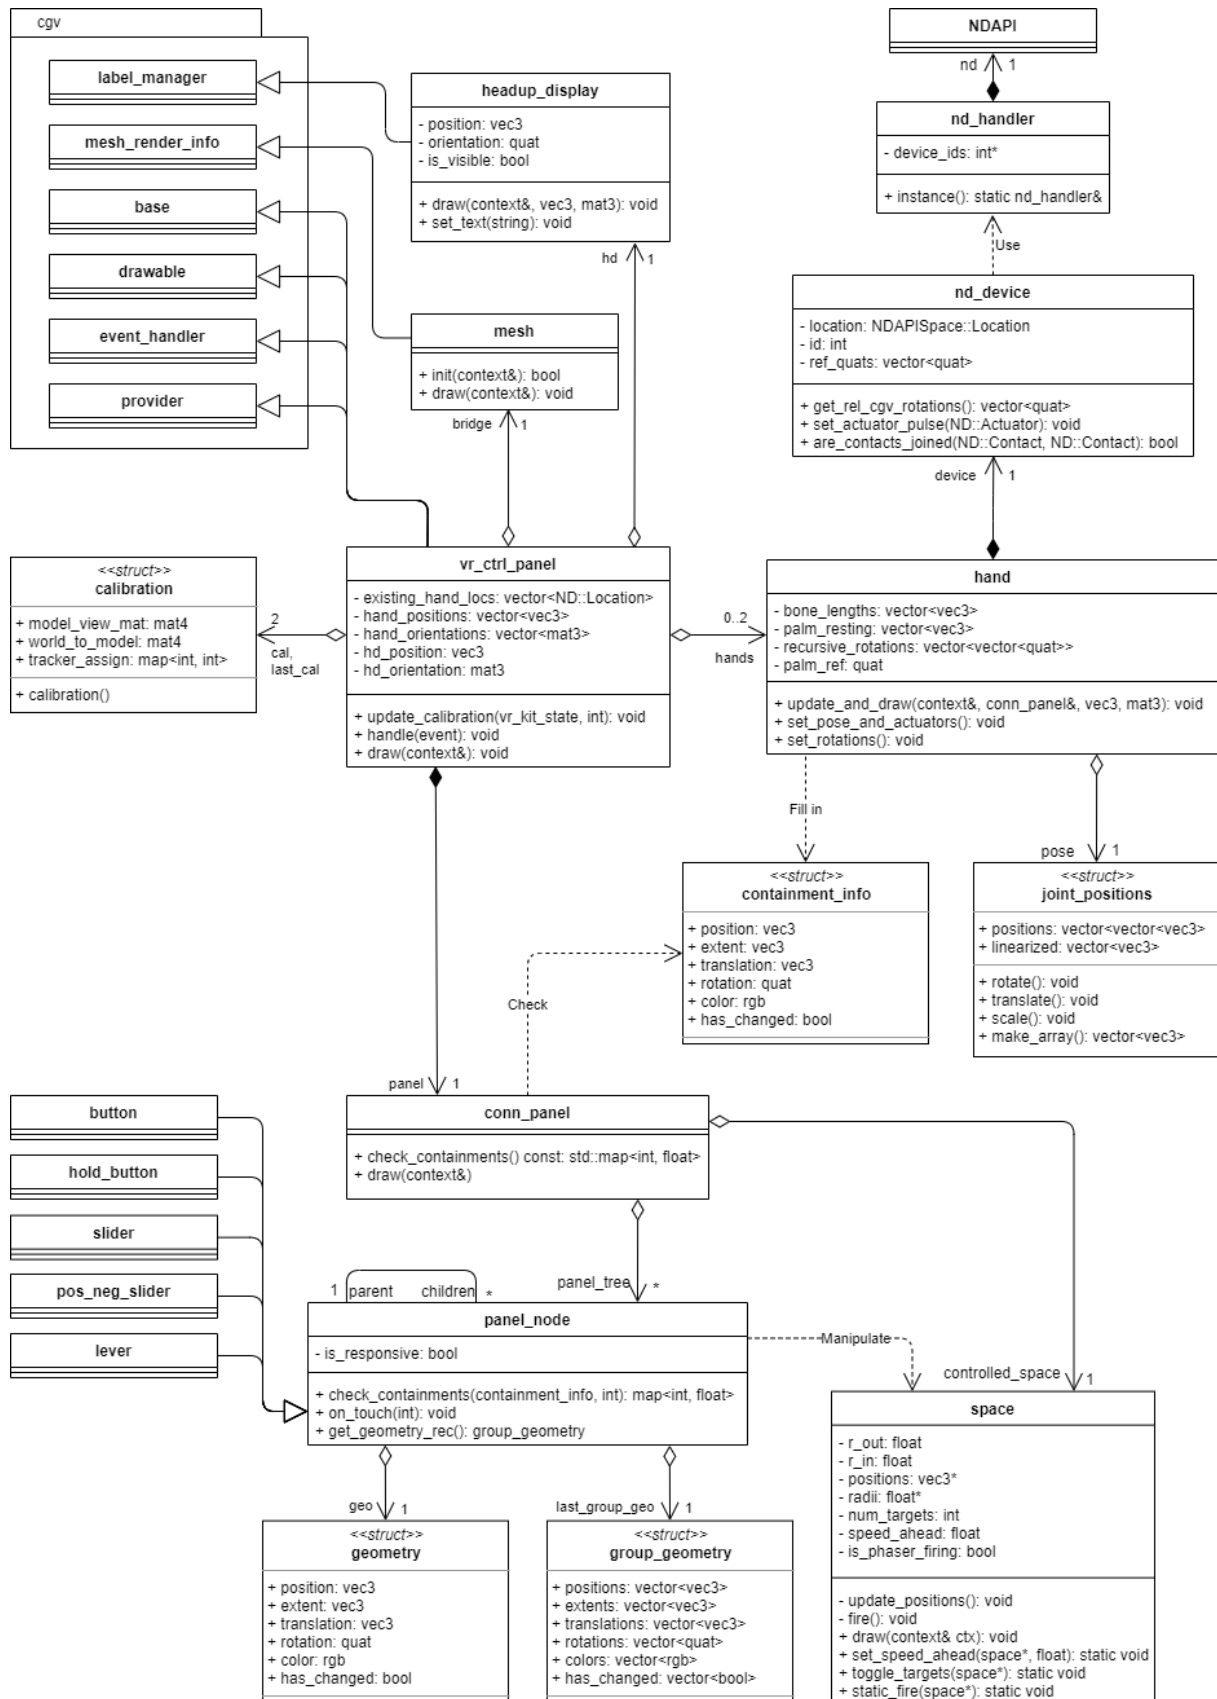 cgv
label_manager
mesh_render_info
base
drawable
event_handler
provider
headup_display
- position: vec3
- orientation: quat
- is_visible: bool
+ draw(context&, vec3, mat3): void
+ set_text(string): void
hd
1
mesh
+ init(context&): bool
+ draw(context&): void
bridge
1
NDAPI
nd
1
nd_handler
- device_ids: int*
+ instance(): static nd_handler&
Use
nd_device
- location: NDAPISpace::Location
- id: int
- ref_quats: vector<quat>
+ get_rel_cgv_rotations(): vector<quat>
+ set_actuator_pulse(ND::Actuator): void
+ are_contacts_joined(ND::Contact, ND::Contact): bool
device
1
<<struct>>
calibration
+ model_view_mat: mat4
+ world_to_model: mat4
+ tracker_assign: map<int, int>
+ calibration()
2
cal,
last_cal
vr_ctrl_panel
- existing_hand_locs: vector<ND::Location>
- hand_positions: vector<vec3>
- hand_orientations: vector<mat3>
- hd_position: vec3
- hd_orientation: mat3
+ update_calibration(vr_kit_state, int): void
+ handle(event): void
+ draw(context&): void
0..2
hands
hand
- bone_lengths: vector<vec3>
- palm_resting: vector<vec3>
- recursive_rotations: vector<vector<quat>>
- palm_ref: quat
+ update_and_draw(context&, conn_panel&, vec3, mat3): void
+ set_pose_and_actuators(): void
+ set_rotations(): void
Fill in
pose
1
<<struct>>
containment_info
+ position: vec3
+ extent: vec3
+ translation: vec3
+ rotation: quat
+ color: rgb
+ has_changed: bool
<<struct>>
joint_positions
+ positions: vector<vector<vec3>
+ linearized: vector<vec3>
+ rotate(): void
+ translate(): void
+ scale(): void
+ make_array(): vector<vec3>
Check
panel
1
conn_panel
+ check_containments() const: std::map<int, float>
+ draw(context&)
button
hold_button
slider
pos_neg_slider
lever
panel_tree
*
1
parent
children
*
panel_node
- is_responsive: bool
+ check_containments(containment_info, int): map<int, float>
+ on_touch(int): void
+ get_geometry_rec(): group_geometry
Manipulate
controlled_space
1
space
- r_out: float
- r_in: float
- positions: vec3*
- radii: float*
- num_targets: int
- speed_ahead: float
- is_phaser_firing: bool
- update_positions(): void
- fire(): void
+ draw(context& ctx): void
+ set_speed_ahead(space*, float): static void
+ toggle_targets(space*): static void
+ static_fire(space*): static void
geo
1
<<struct>>
geometry
+ position: vec3
+ extent: vec3
+ translation: vec3
+ rotation: quat
+ color: rgb
+ has_changed: bool
last_group_geo
1
<<struct>>
group_geometry
+ positions: vector<vec3>
+ extents: vector<vec3>
+ translations: vector<vec3>
+ rotations: vector<quat>
+ colors: vector<rgb>
+ has_changed: vector<bool>